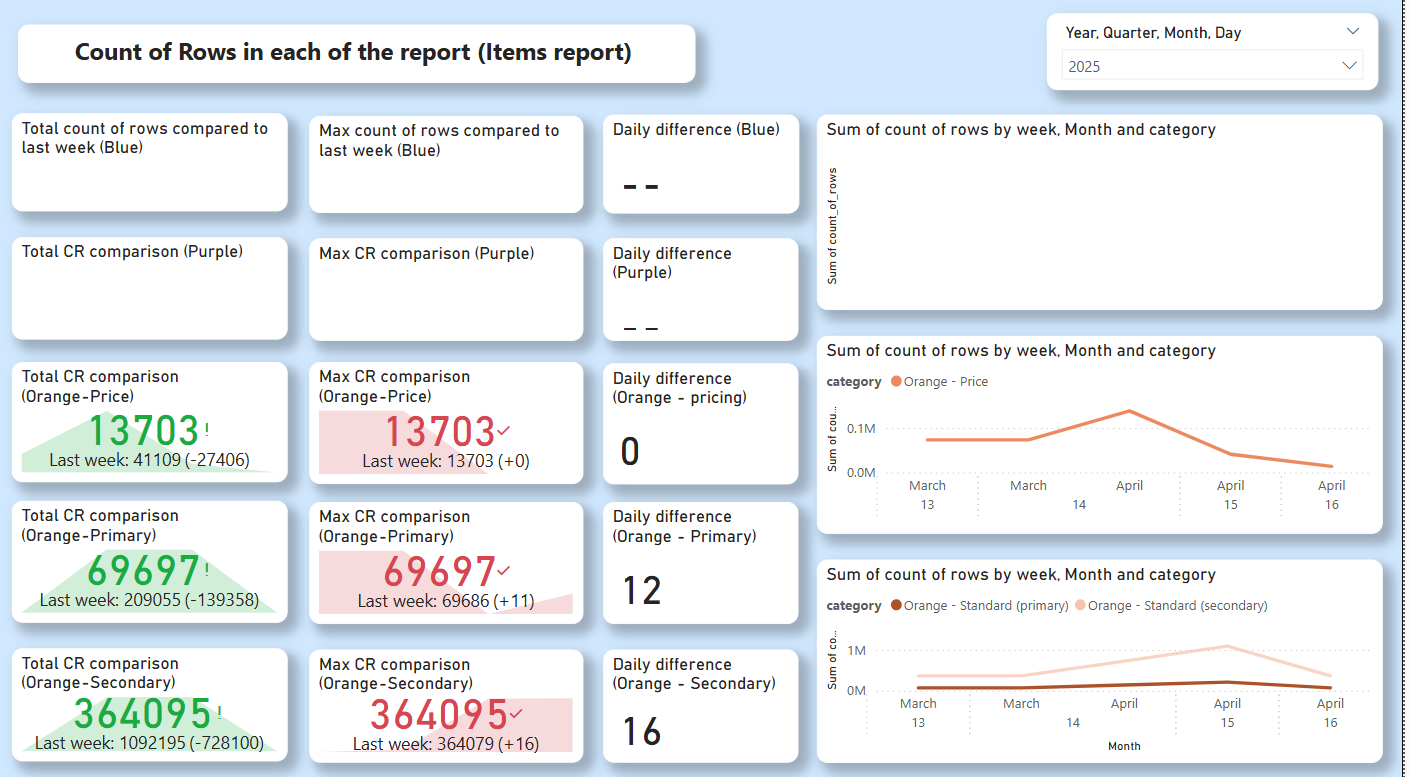 Count of Rows in each of the report (Items report)
Year, Quarter, Month, Day
2025
Total count of rows compared to
last week (Blue)
Max count of rows compared to
last week (Blue)
Daily difference (Blue)
--
Sum of count of rows by week, Month and category
Sum of count_of_rows
Total CR comparison (Purple)
Max CR comparison (Purple)
Daily difference
(Purple)
--
Total CR comparison
(Orange-Price)
13703!
Last week: 41109 (-27406)
Max CR comparison
(Orange-Price)
13703
Last week: 13703 (+0)
Daily difference
(Orange - pricing)
0
Sum of count of rows by week, Month and category
category Orange - Price
Sum of cou...
0.1M
0.0M
March March April April April
13 14 15 16
Total CR comparison
(Orange-Primary)
69697!
Last week: 209055 (-139358)
Max CR comparison
(Orange-Primary)
69697
Last week: 69686 (+11)
Daily difference
(Orange - Primary)
12
Total CR comparison
(Orange-Secondary)
364095!
Last week: 1092195 (-728100)
Max CR comparison
(Orange-Secondary)
364095
Last week: 364079 (+16)
Daily difference
(Orange - Secondary)
16
Sum of count of rows by week, Month and category
category Orange - Standard (primary) Orange - Standard (secondary)
Sum of co...
1M
0M
March March April April April
13 14 15 16
Month